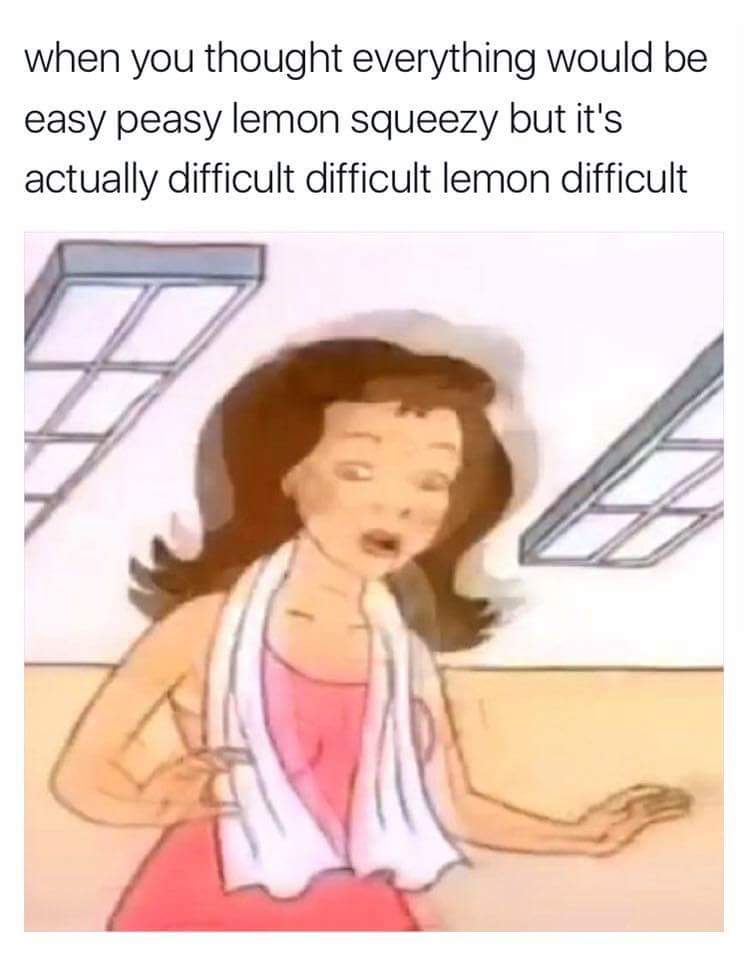 when you thought everything would be
easy peasy lemon squeezy but it's
actually difficult difficult lemon difficult